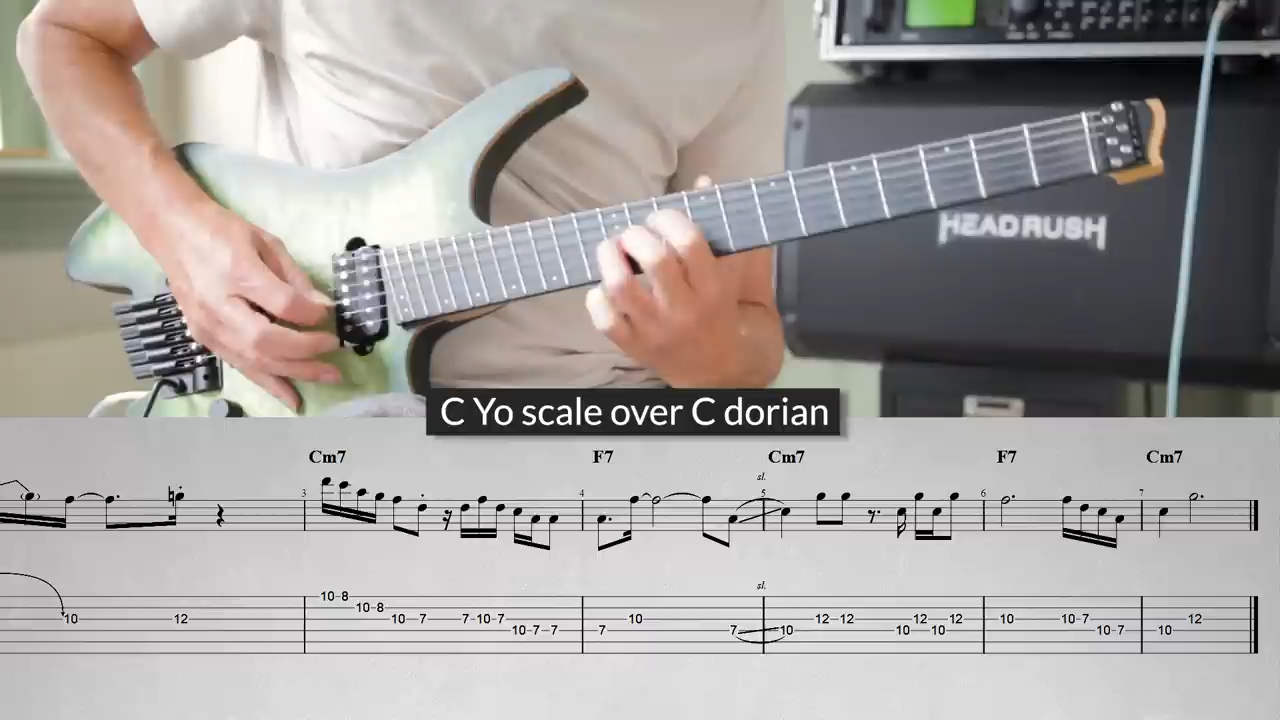 HEADRUSH
C Yo scale over C dorian
Cm7 F7 Cm7 F7 Cm7
sl.
3 4 5 6 7
sl.
10 12 10 8 10 8 10 7 7 10 7 10 7 7 7 10 7 10 12 12 10 12 10 12 10 10 7 10 7 10 12